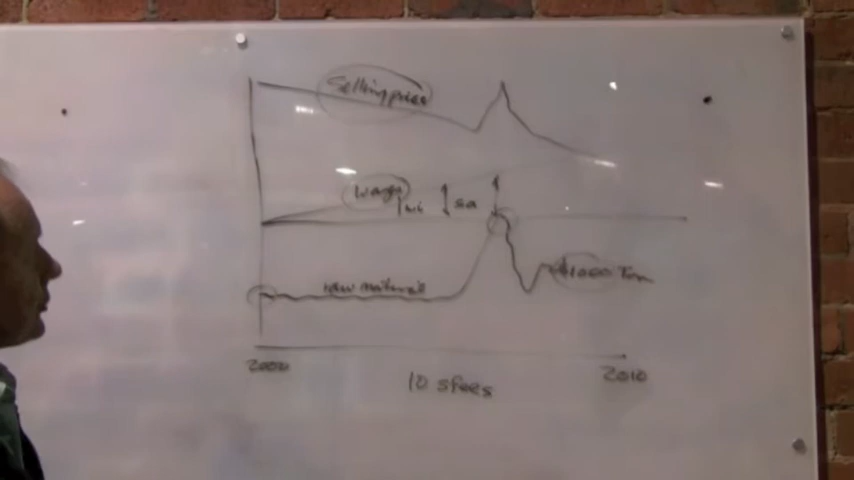 Selling price
wages
sa
raw material
$1000 Ton
2000
2010
10 sfees